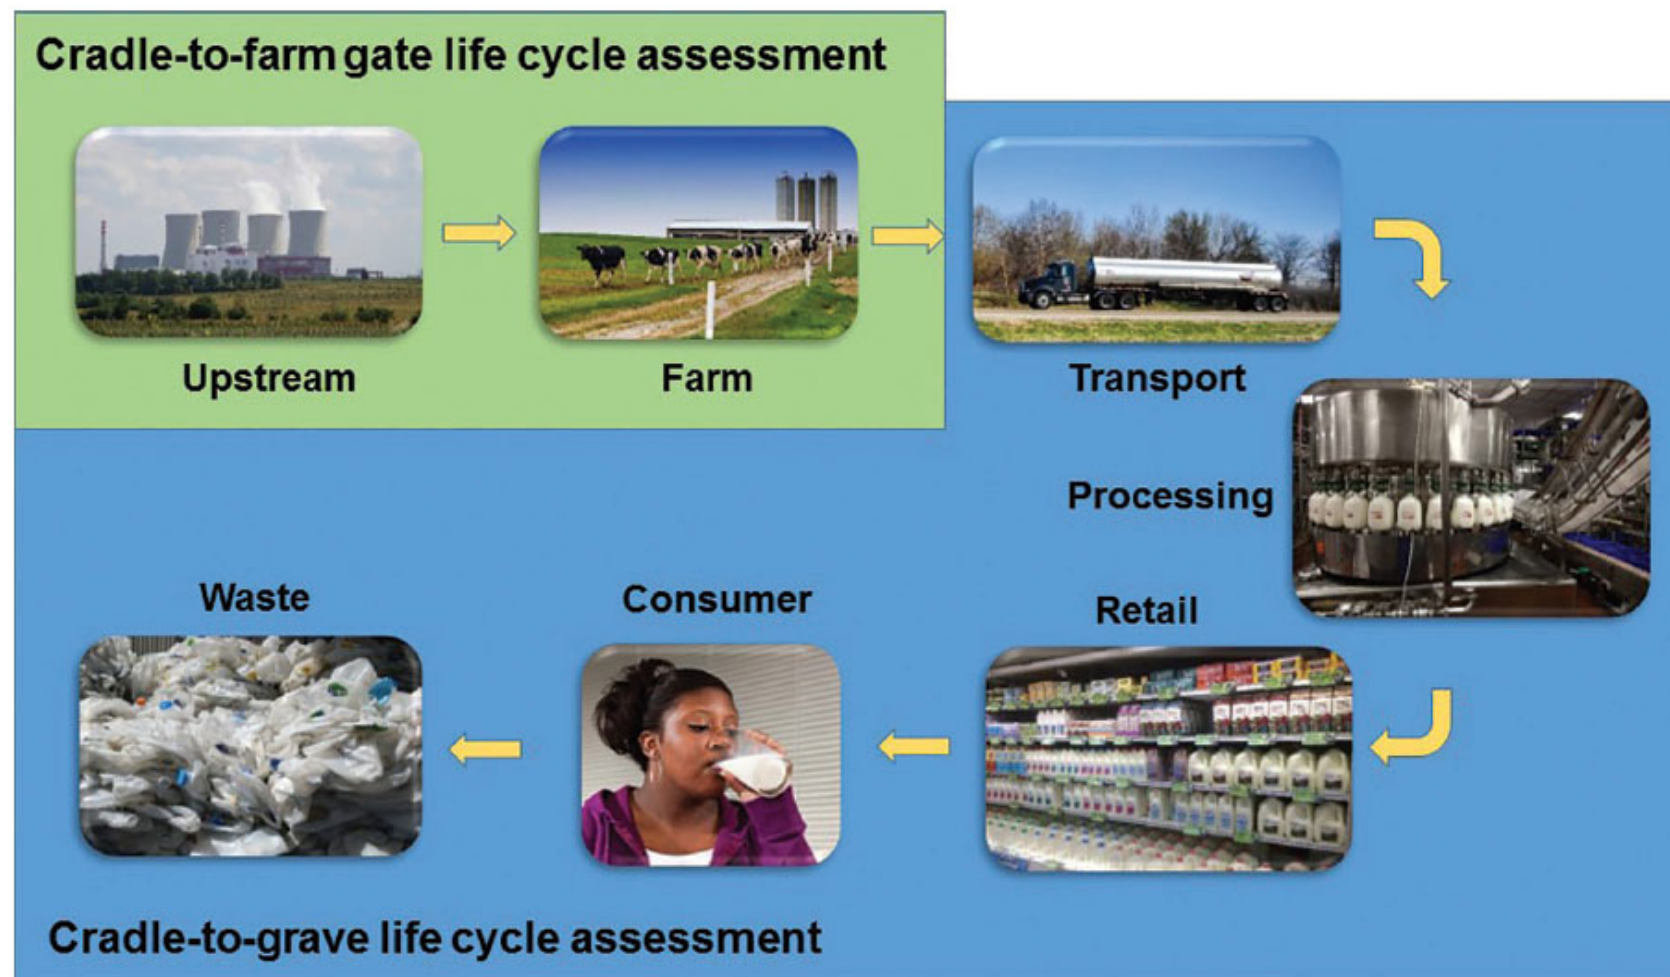 Cradle-to-farm gate life cycle assessment
Upstream
Farm
Transport
Processing
Retail
Consumer
Waste
Cradle-to-grave life cycle assessment